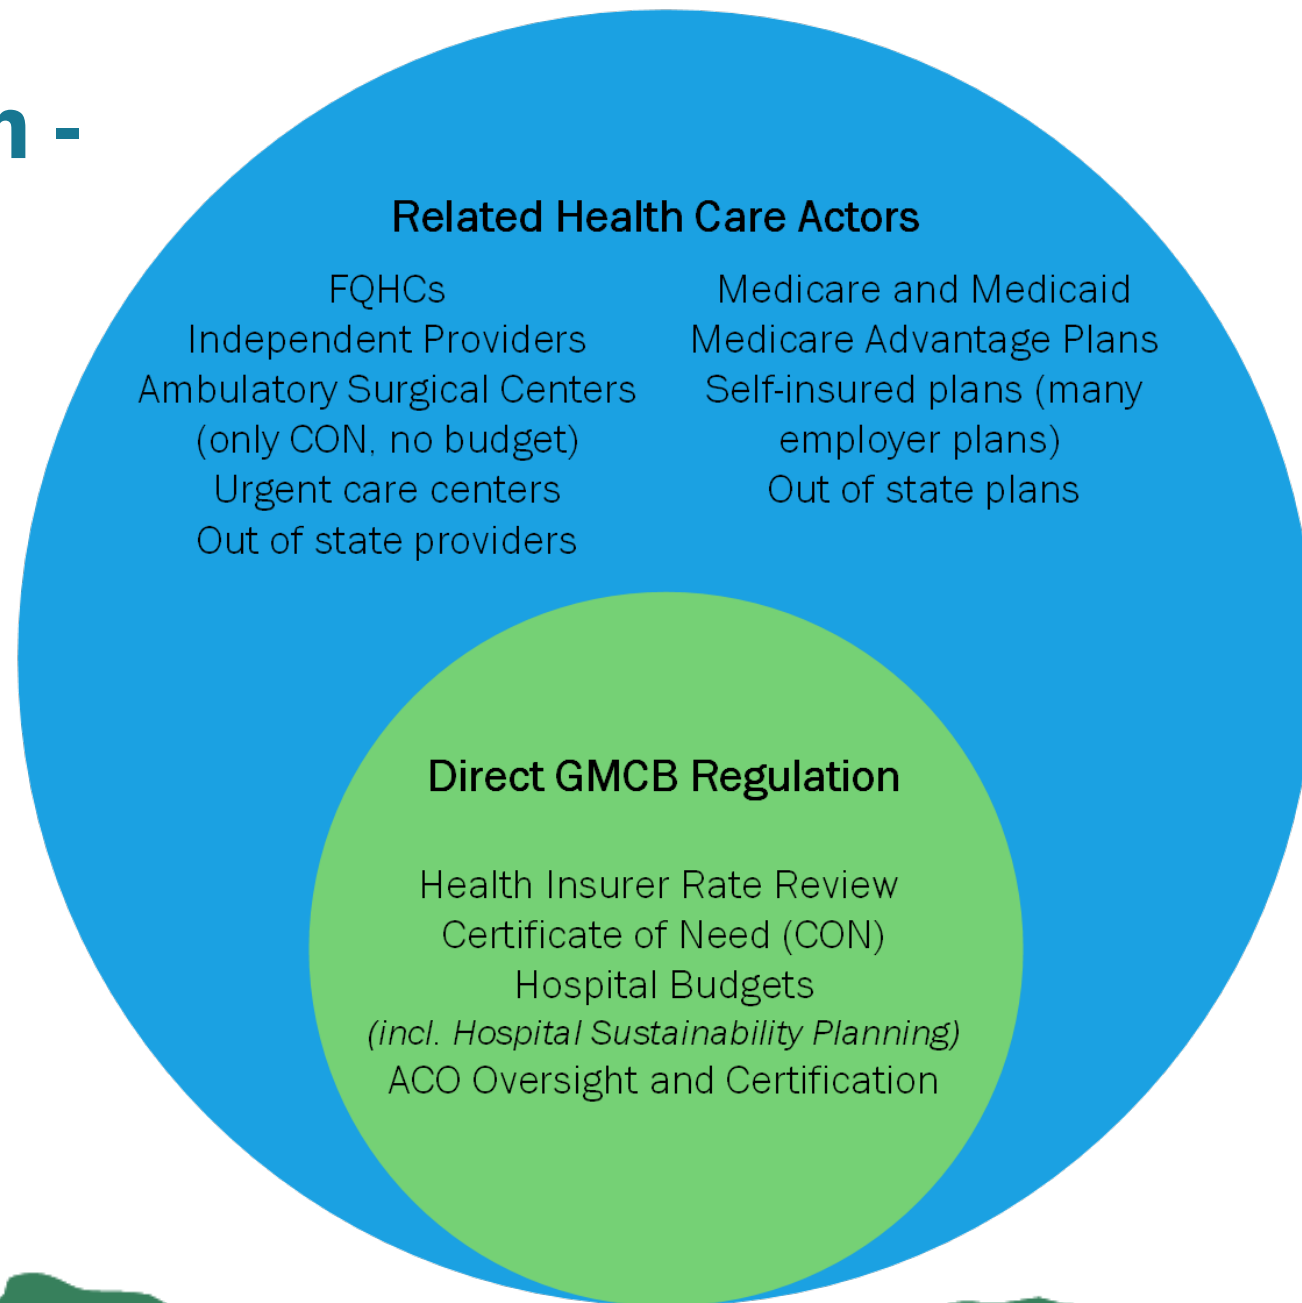 n -
Related Health Care Actors
FQHCs
Independent Providers
Ambulatory Surgical Centers
(only CON, no budget)
Urgent care centers
Out of state providers
Medicare and Medicaid
Medicare Advantage Plans
Self-insured plans (many
employer plans)
Out of state plans
Direct GMCB Regulation
Health Insurer Rate Review
Certificate of Need (CON)
Hospital Budgets
(incl. Hospital Sustainability Planning)
ACO Oversight and Certification